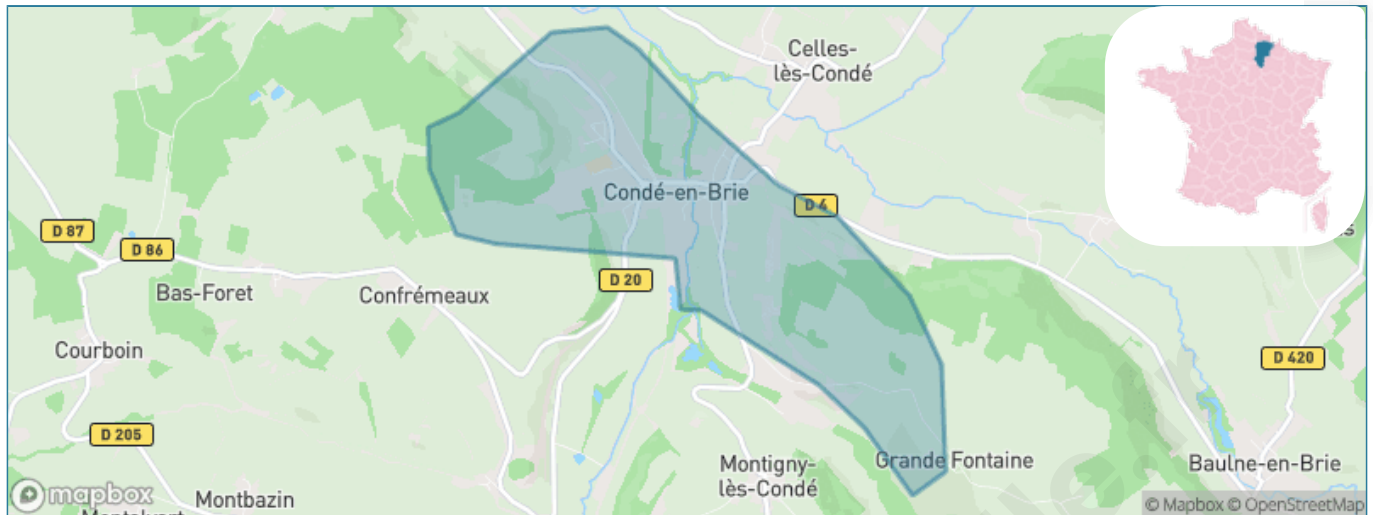 Celles-
lès-Condé
Condé-en-Brie
D 4
D 87
D 86
D 20
Bas-Foret
Confrémeaux
Courboin
D 420
D 205
Montigny-
lès-Condé
Grande Fontaine
Baulne-en-Brie
mapbox
Montbazin
© Mapbox © OpenStreetMap